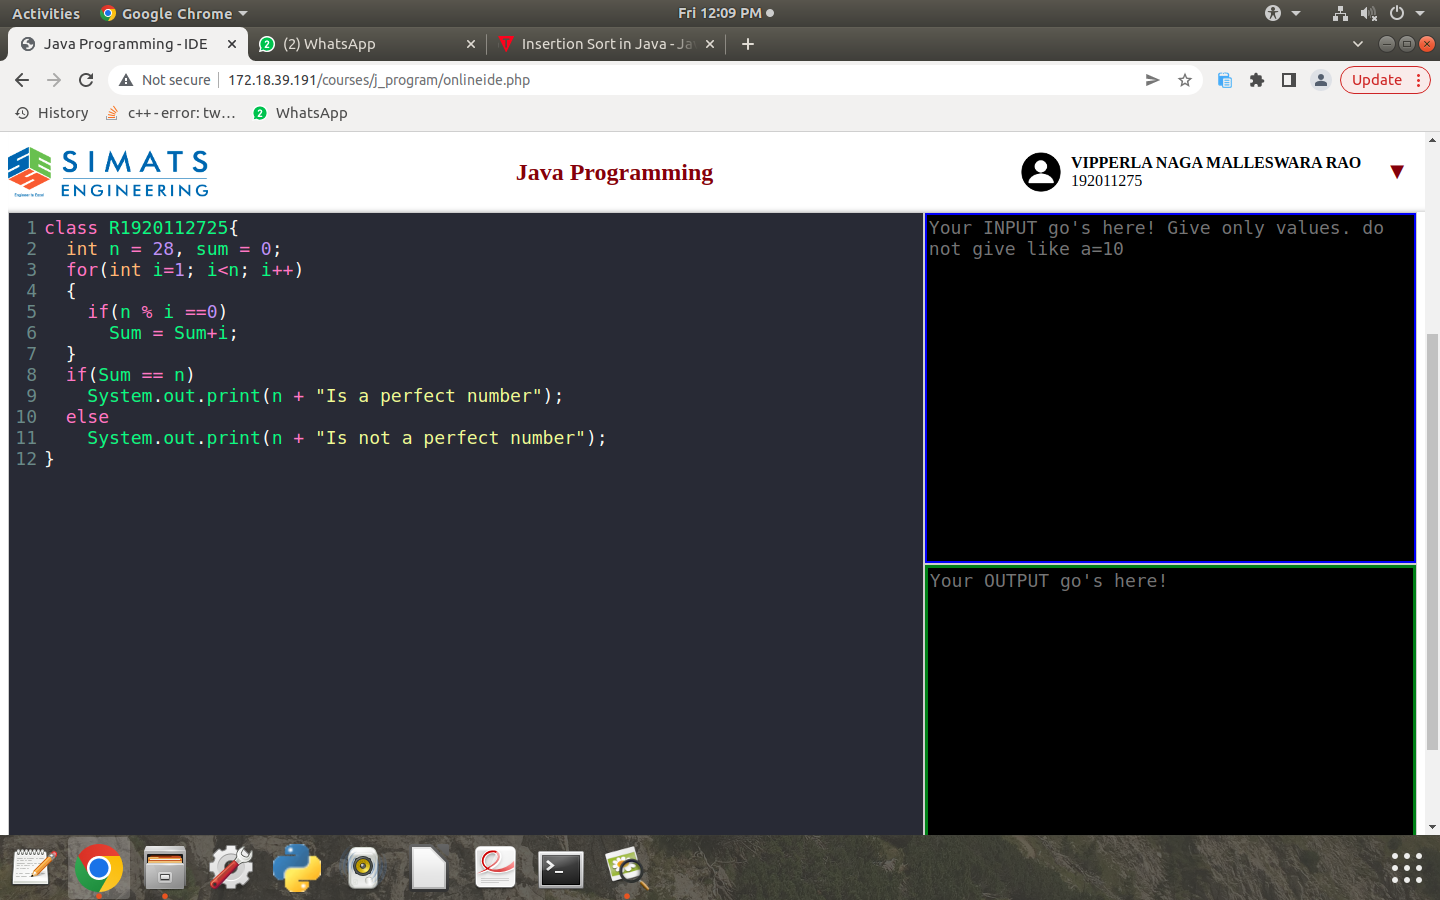 Activities Google Chrome Fri 12:09 PM
Java Programming - IDE (2) WhatsApp Insertion Sort in Java - Ja
Not secure 172.18.39.191/courses/j_program/onlineide.php Update
History c++ - error: tw… WhatsApp
SIMATS
ENGINEERING
Java Programming
VIPPERLA NAGA MALLESWARA RAO
192011275
1 class R1920112725{
2 int n = 28, sum = 0;
3 for(int i=1; i<n; i++)
4 {
5 if(n % i ==0)
6 Sum = Sum+i;
7 }
8 if(Sum == n)
9 System.out.print(n + "Is a perfect number");
10 else
11 System.out.print(n + "Is not a perfect number");
12 }
Your INPUT go's here! Give only values. do
not give like a=10
Your OUTPUT go's here!